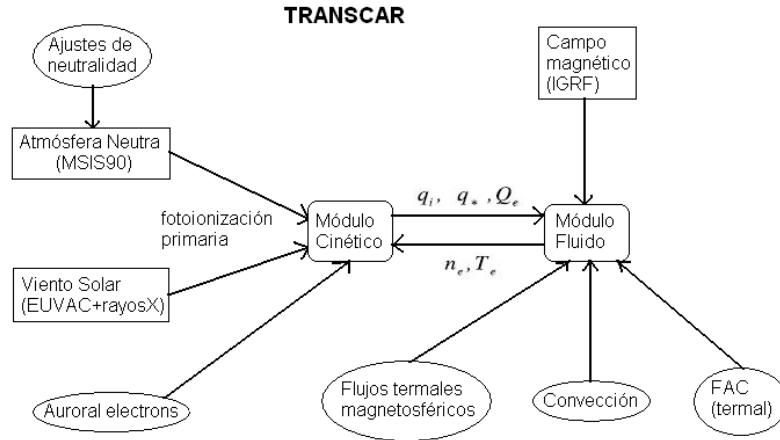 TRANSCAR
Ajustes de
neutralidad
Campo
magnético
(IGRF)
Atmósfera Neutra
(MSIS90)
fotoionización
primaria
Módulo
Cinético
q_i, q_*, Q_e
n_e, T_e
Módulo
Fluido
Viento Solar
(EUVAC+rayosX)
Auroral electrons
Flujos termales
magnetosféricos
Convección
FAC
(termal)